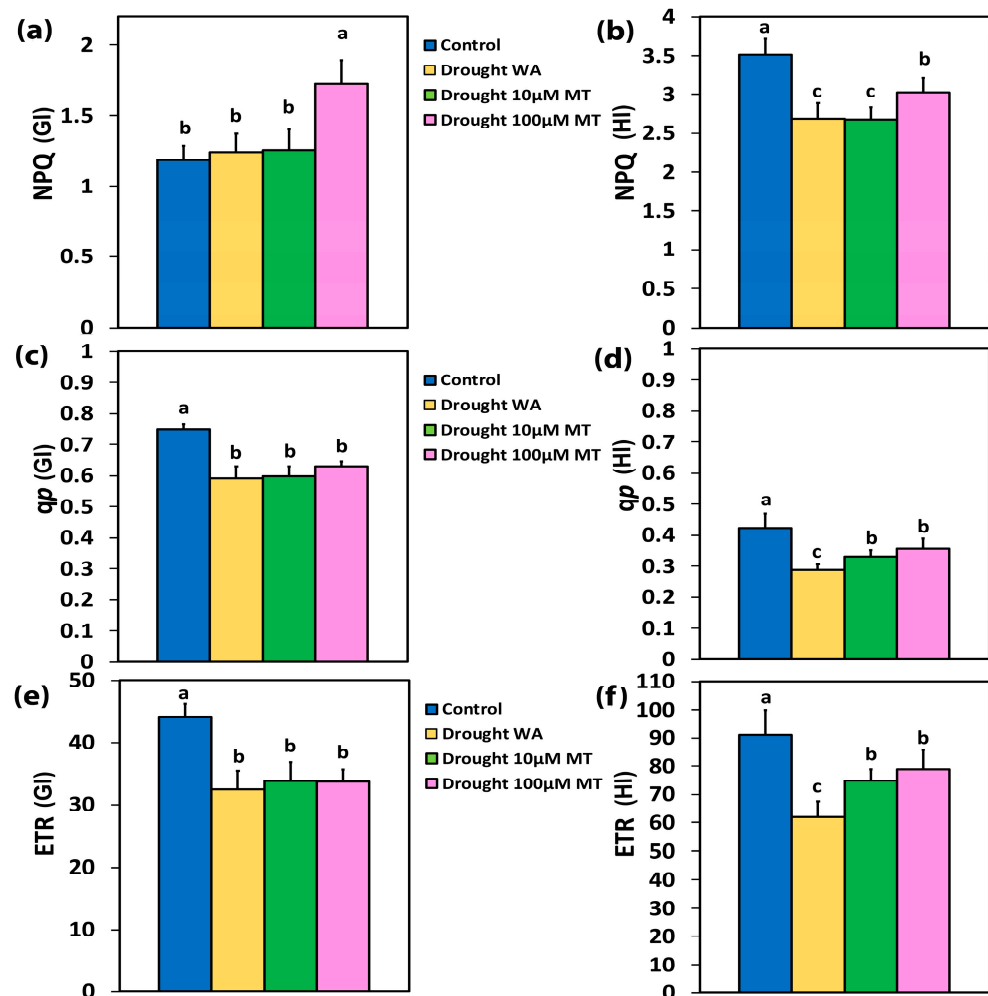 (a)
NPQ (GI)
2
1.5
1
0.5
0
b
b
b
a
Control
Drought WA
Drought 10µM MT
Drought 100µM MT
(b)
NPQ (HI)
4
3.5
3
2.5
2
1.5
1
0.5
0
a
c
c
b
(c)
qp (GI)
1
0.9
0.8
0.7
0.6
0.5
0.4
0.3
0.2
0.1
0
a
b
b
b
Control
Drought WA
Drought 10µM MT
Drought 100µM MT
(d)
qp (HI)
1
0.9
0.8
0.7
0.6
0.5
0.4
0.3
0.2
0.1
0
a
c
b
b
(e)
ETR (GI)
50
40
30
20
10
0
a
b
b
b
Control
Drought WA
Drought 10µM MT
Drought 100µM MT
(f)
ETR (HI)
110
100
90
80
70
60
50
40
30
20
10
0
a
c
b
b